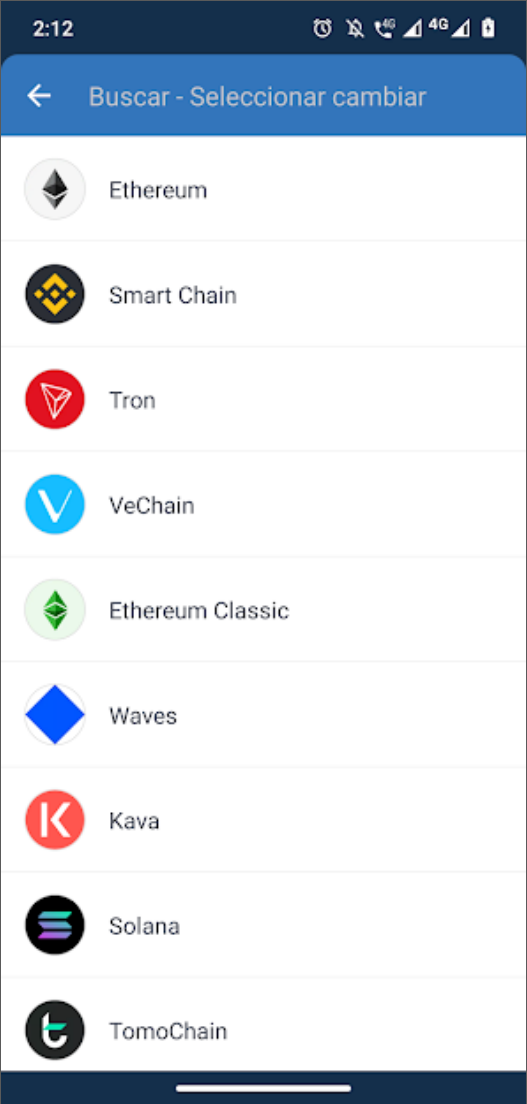 2:12
4G
4G
Buscar - Seleccionar cambiar
Ethereum
Smart Chain
Tron
VeChain
Ethereum Classic
Waves
Kava
Solana
TomoChain